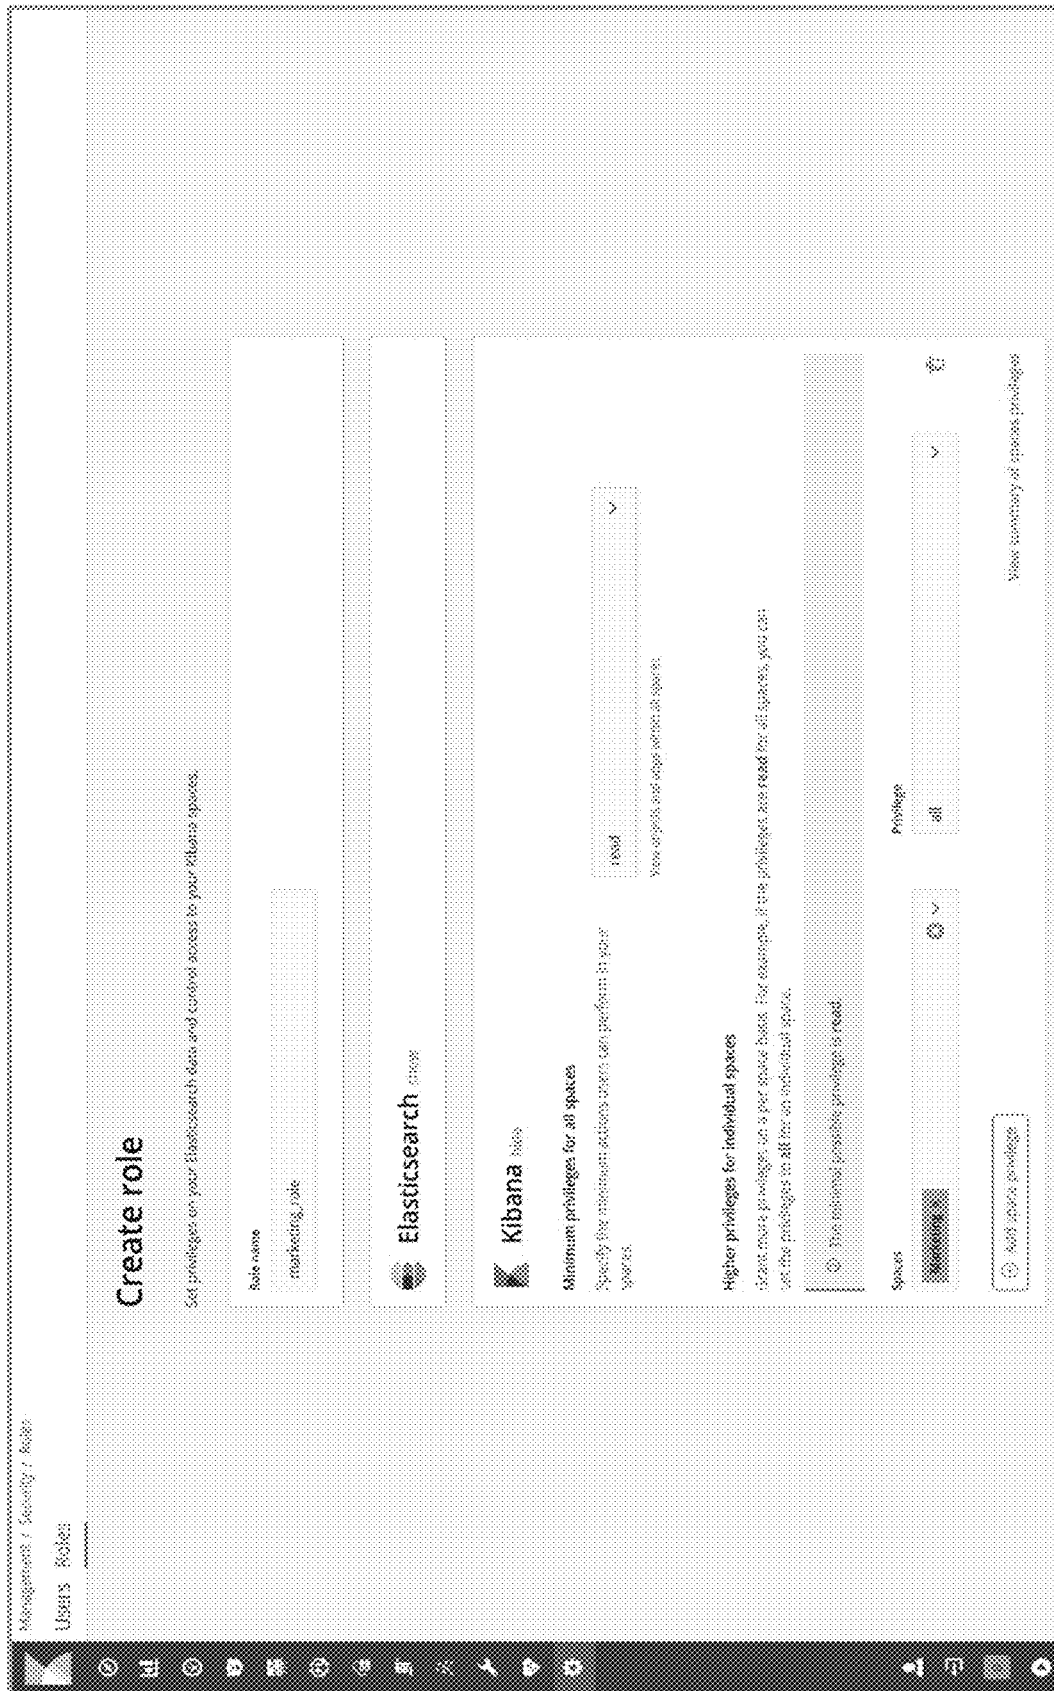 Management / Security / Roles
Users Roles
Create role
Set privileges on your Elasticsearch data and control access to your Kibana spaces.
Role name
marketing_role
Elasticsearch
Kibana hide
Minimum privileges for all spaces
Specify the minimum actions users can perform in your
spaces.
read
View objects and apps within all spaces
Higher privileges for individual spaces
Grant more privileges on a per space basis. For example, if the privileges are read for all spaces, you can
set the privileges to all for an individual space.
The minimal possible privilege is read.
Spaces
Marketing
Privilege
all
Add space privilege
View summary of spaces privileges